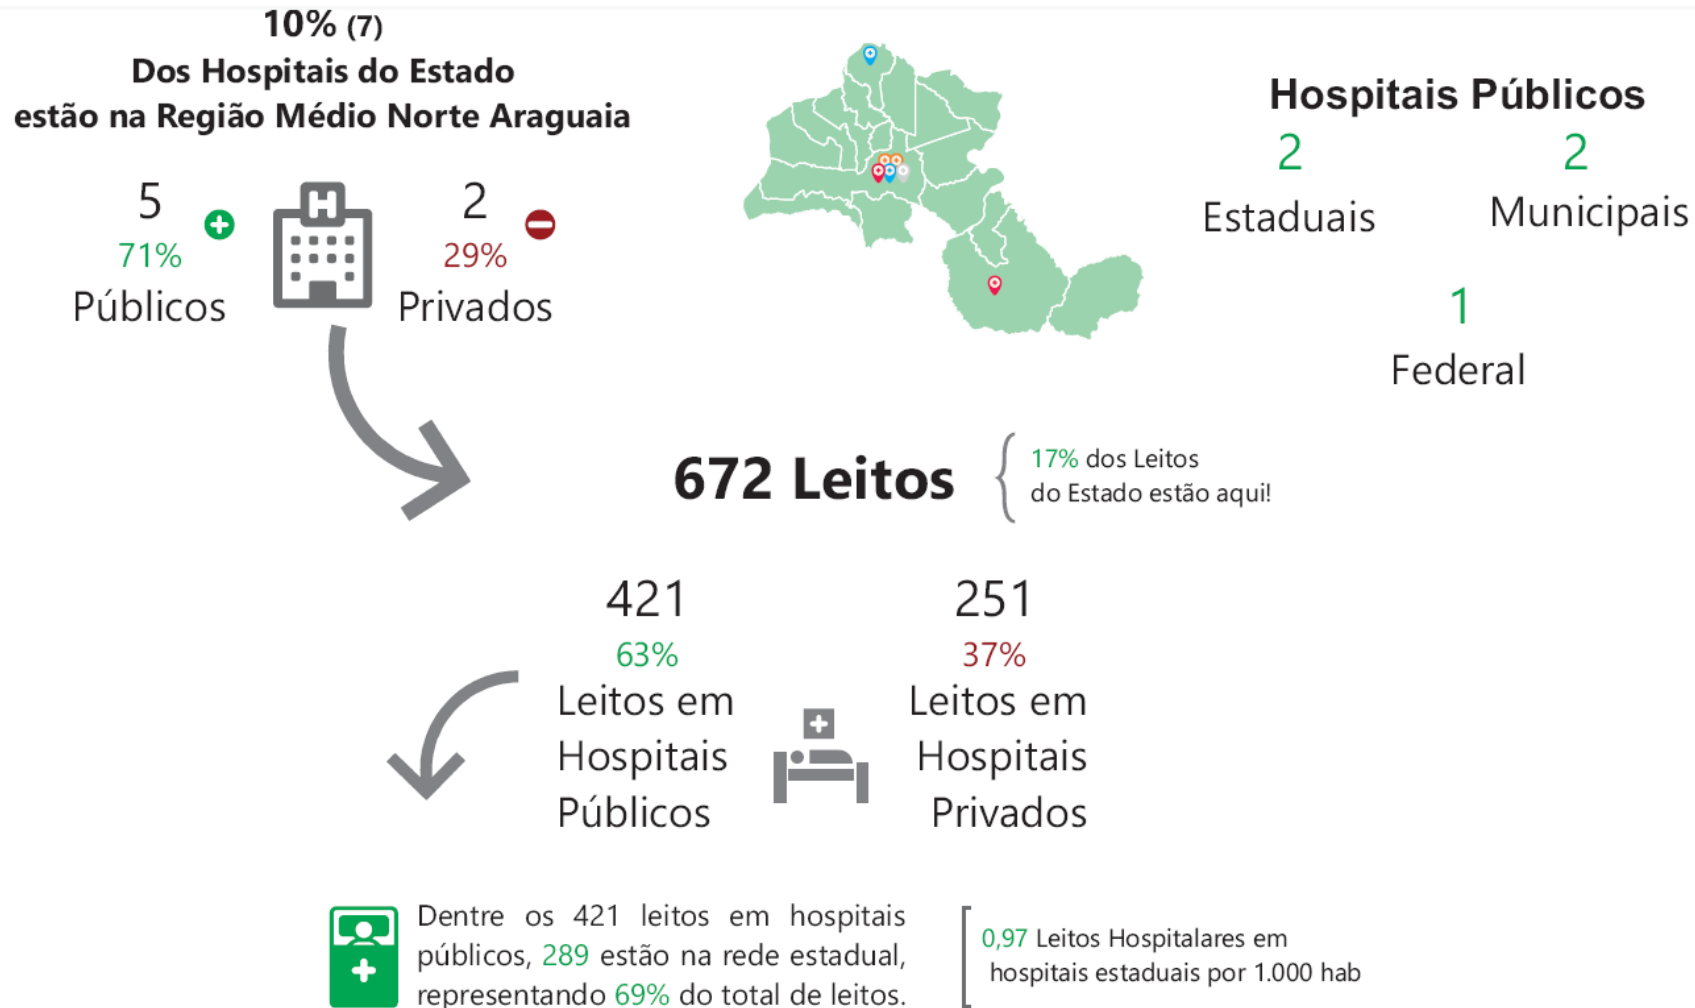 10% (7)
Dos Hospitais do Estado
estão na Região Médio Norte Araguaia
5
71%
Públicos
H
2
29%
Privados
Hospitais Públicos
2
Estaduais
2
Municipais
1
Federal
672 Leitos
17% dos Leitos
do Estado estão aqui!
421
63%
Leitos em
Hospitais
Públicos
251
37%
Leitos em
Hospitais
Privados
Dentre os 421 leitos em hospitais
públicos, 289 estão na rede estadual,
representando 69% do total de leitos.
0,97 Leitos Hospitalares em
hospitais estaduais por 1.000 hab